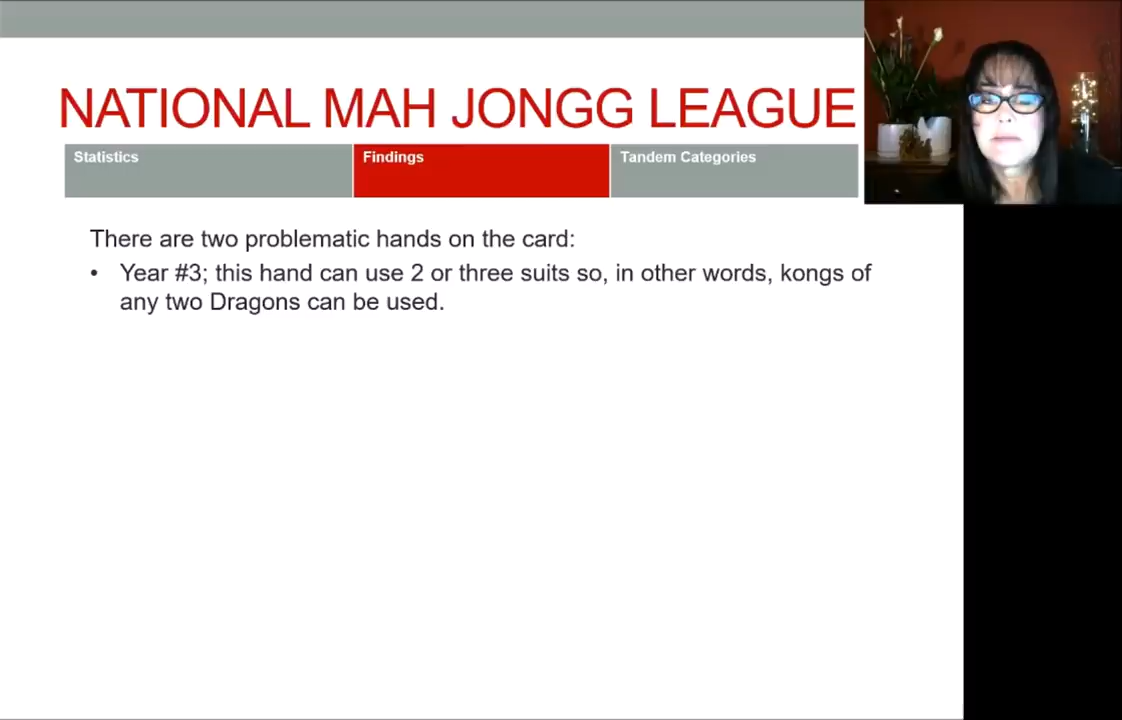 NATIONAL MAH JONGG LEAGUE
Statistics
Findings
Tandem Categories
There are two problematic hands on the card:
• Year #3; this hand can use 2 or three suits so, in other words, kongs of
any two Dragons can be used.